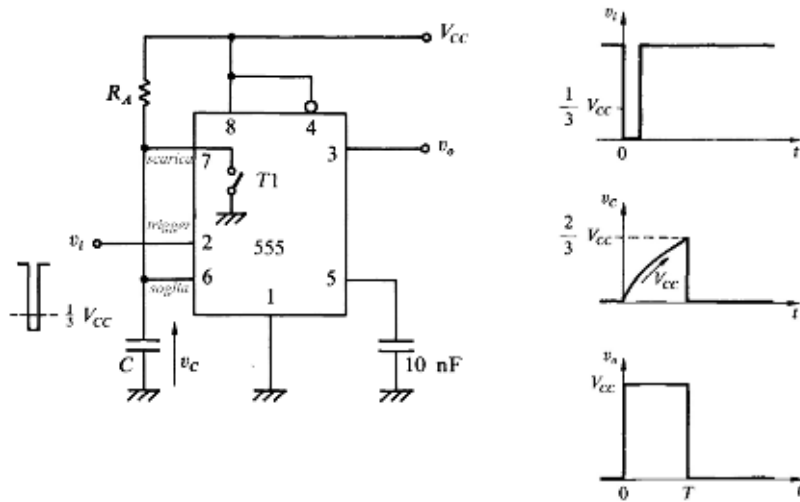 V_CC
R_A
8
4
scarica
7
3
v_o
T1
trigger
v_i
2
555
soglia
6
5
1/3 V_CC
1
C
v_C
10 nF
v_i
1/3 V_CC
0
t
v_C
2/3 V_CC
V_CC
t
v_o
V_CC
0
T
t